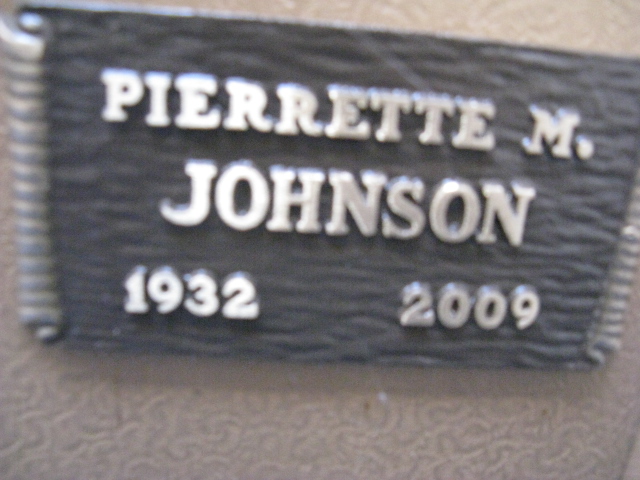 PIERRETTE M.
JOHNSON
1932 2009